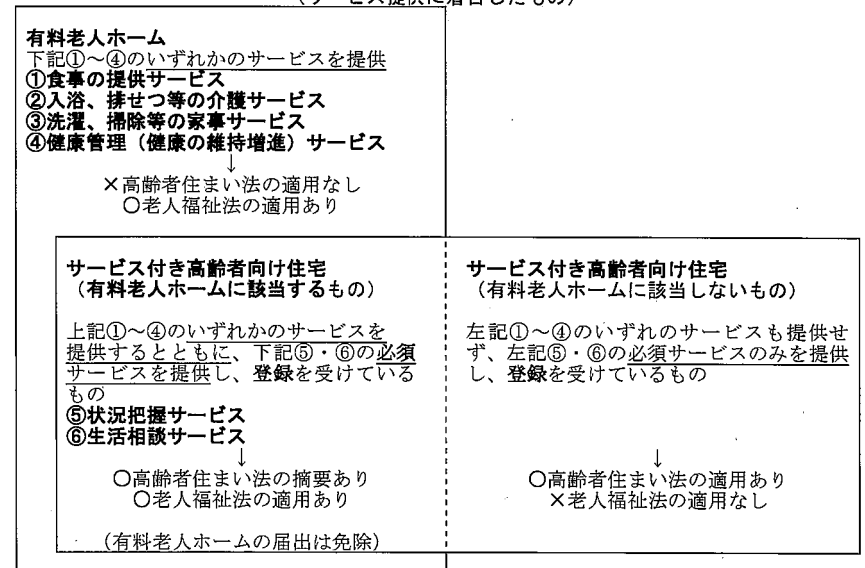 (サービス提供に着目したもの)
有料老人ホーム
下記①～④のいずれかのサービスを提供
①食事の提供サービス
②入浴、排せつ等の介護サービス
③洗濯、掃除等の家事サービス
④健康管理（健康の維持増進）サービス
↓
×高齢者住まい法の適用なし
○老人福祉法の適用あり
サービス付き高齢者向け住宅
（有料老人ホームに該当するもの）
上記①～④のいずれかのサービスを
提供するとともに、下記⑤・⑥の必須
サービスを提供し、登録を受けている
もの
⑤状況把握サービス
⑥生活相談サービス
↓
○高齢者住まい法の摘要あり
○老人福祉法の適用あり
（有料老人ホームの届出は免除）
サービス付き高齢者向け住宅
（有料老人ホームに該当しないもの）
左記①～④のいずれのサービスも提供せ
ず、左記⑤・⑥の必須サービスのみを提供
し、登録を受けているもの
↓
○高齢者住まい法の適用あり
×老人福祉法の適用なし